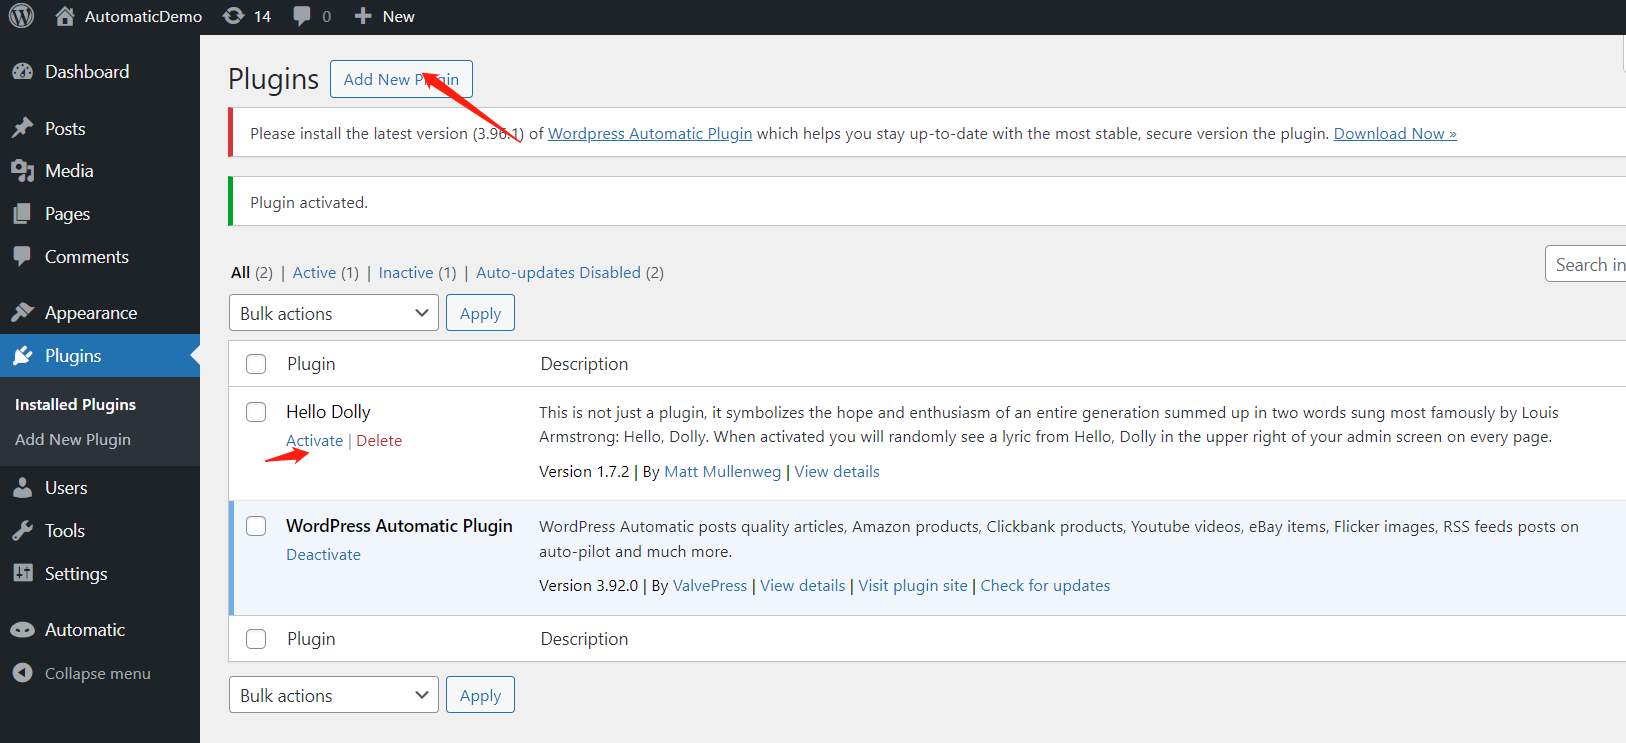 AutomaticDemo 14 0 New
Dashboard
Posts
Media
Pages
Comments
Appearance
Plugins
Installed Plugins
Add New Plugin
Users
Tools
Settings
Automatic
Collapse menu
Plugins Add New Plugin
Please install the latest version (3.96.1) of Wordpress Automatic Plugin which helps you stay up-to-date with the most stable, secure version the plugin. Download Now »
Plugin activated.
All (2) | Active (1) | Inactive (1) | Auto-updates Disabled (2)
Search in
Bulk actions Apply
Plugin Description
Hello Dolly
Activate | Delete
This is not just a plugin, it symbolizes the hope and enthusiasm of an entire generation summed up in two words sung most famously by Louis
Armstrong: Hello, Dolly. When activated you will randomly see a lyric from Hello, Dolly in the upper right of your admin screen on every page.
Version 1.7.2 | By Matt Mullenweg | View details
WordPress Automatic Plugin
Deactivate
WordPress Automatic posts quality articles, Amazon products, Clickbank products, Youtube videos, eBay items, Flicker images, RSS feeds posts on
auto-pilot and much more.
Version 3.92.0 | By ValvePress | View details | Visit plugin site | Check for updates
Plugin Description
Bulk actions Apply